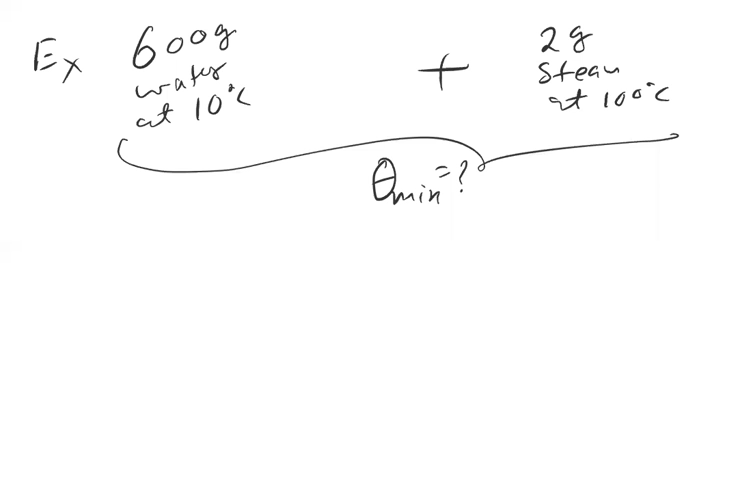 Ex 600g + 2g
water steam
at 10°C at 100°C
θmin = ?